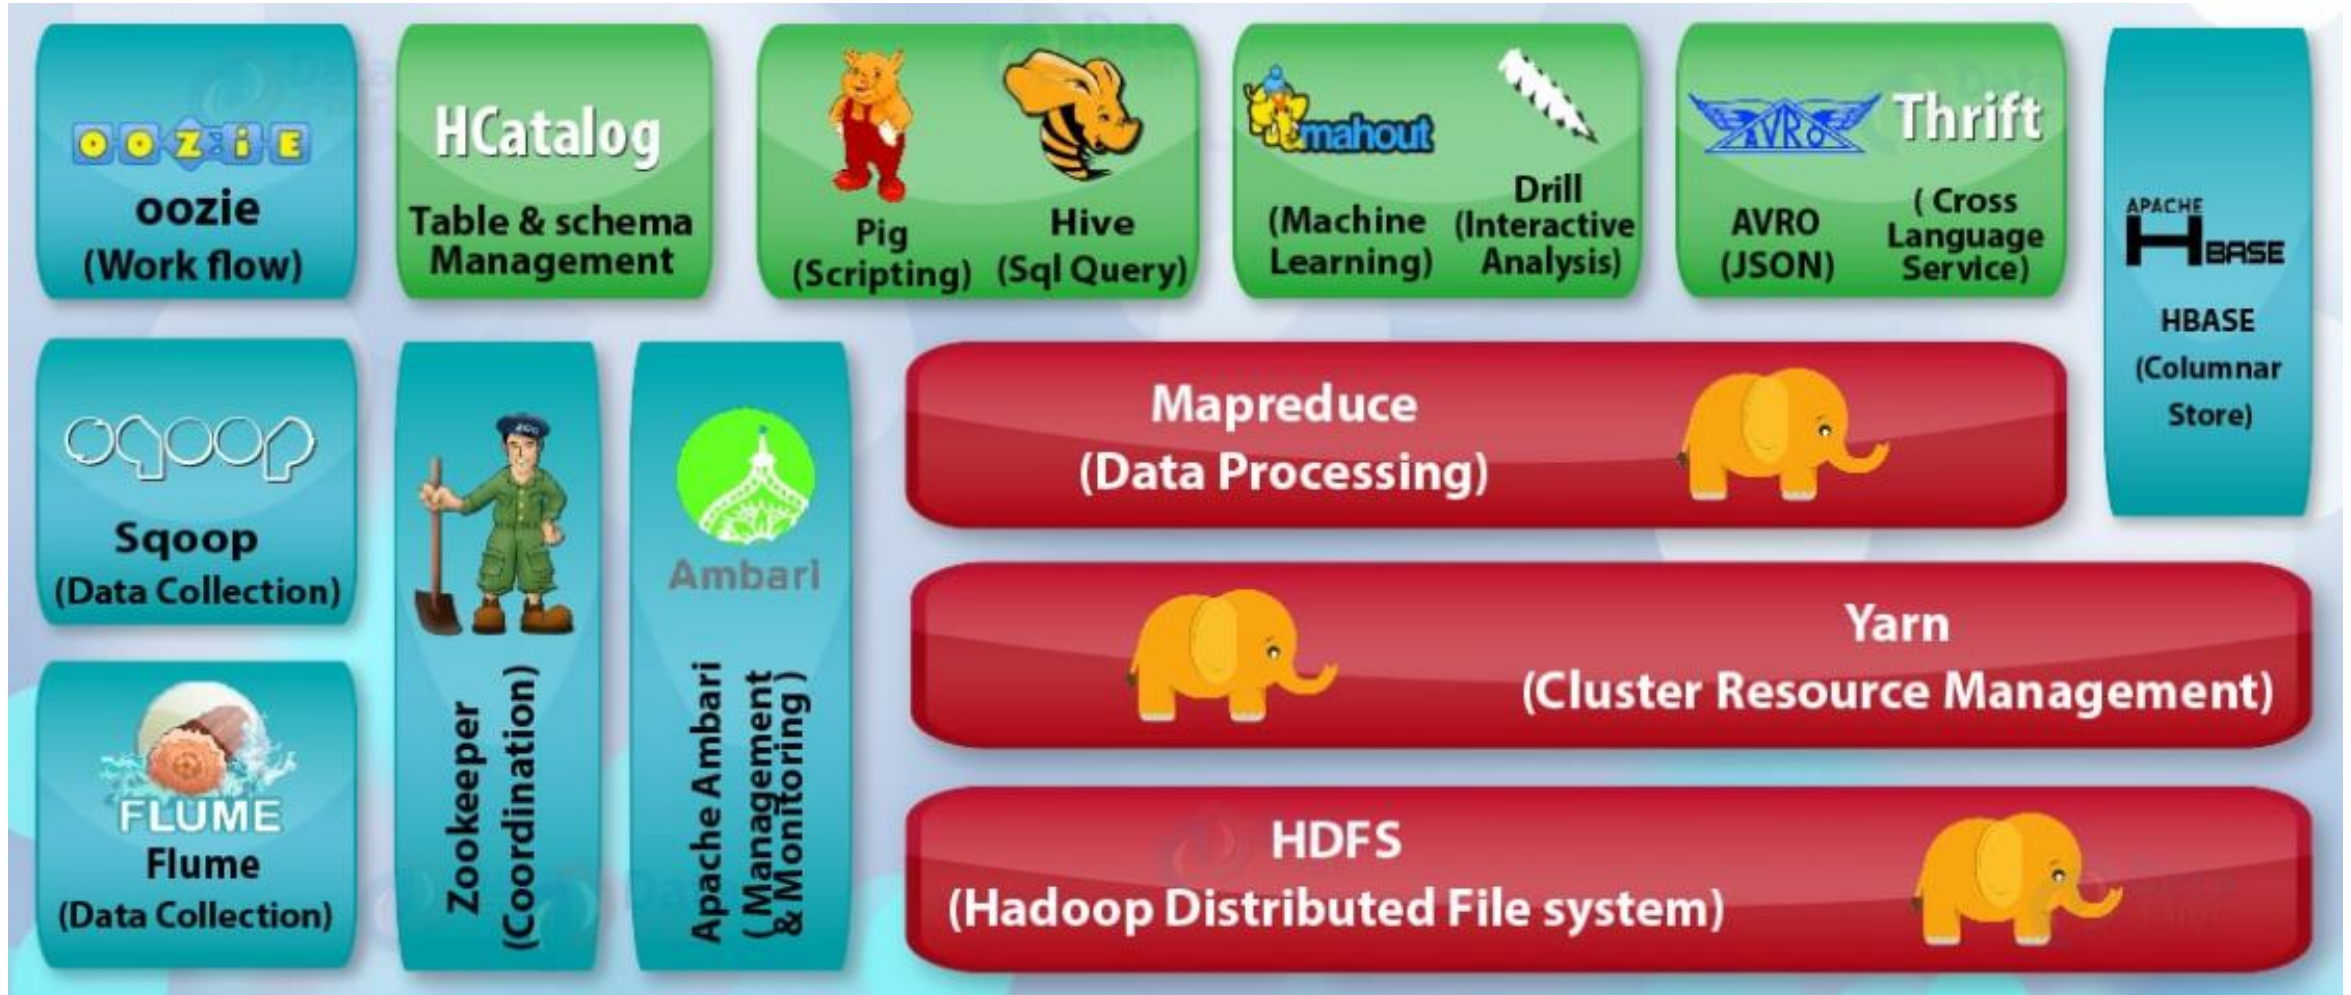 OOZiE
oozie
(Work flow)
HCatalog
Table & schema
Management
Pig
(Scripting)
Hive
(Sql Query)
mahout
(Machine
Learning)
Drill
(Interactive
Analysis)
AVRO
AVRO
(JSON)
Thrift
( Cross
Language
Service)
APACHE
HBASE
HBASE
(Columnar
Store)
sqoop
Sqoop
(Data Collection)
FLUME
Flume
(Data Collection)
Zookeeper
(Coordination)
Ambari
Apache Ambari
( Management
& Monitoring )
Mapreduce
(Data Processing)
Yarn
(Cluster Resource Management)
HDFS
(Hadoop Distributed File system)